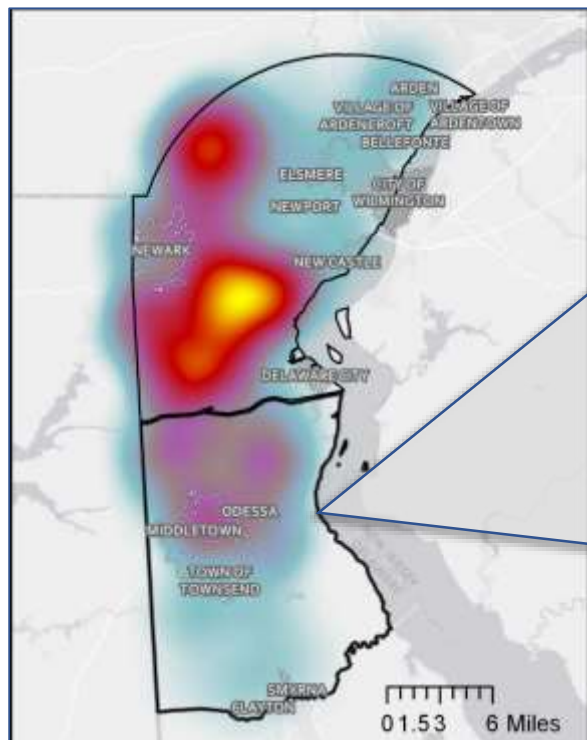 ARDEN
VILLAGE OF
ARDENCROFT
VILLAGE OF
ARDENTOWN
BELLEFONTE
ELSMERE
CITY OF
WILMINGTON
NEWPORT
NEWARK
NEW CASTLE
DELAWARE CITY
ODESSA
MIDDLETOWN
TOWN OF
TOWNSEND
SMYRNA
CLAYTON
0 1.5 3 6 Miles